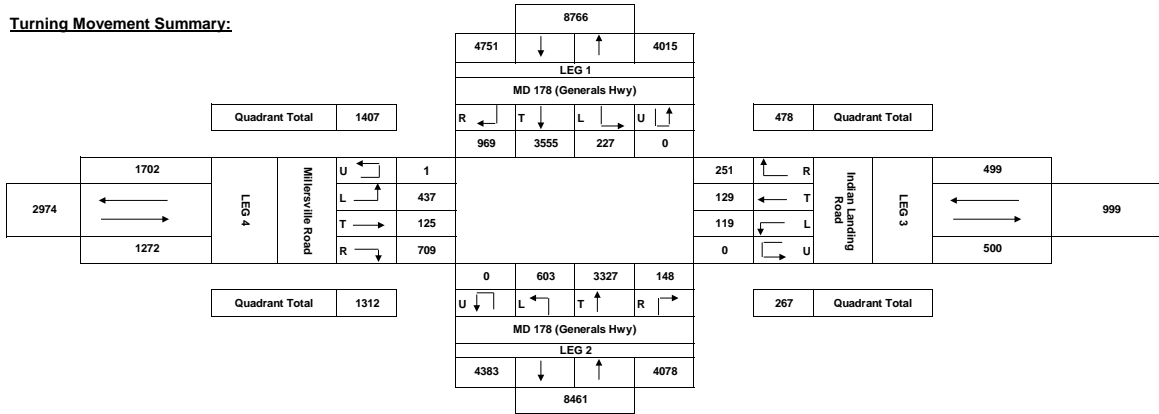 Turning Movement Summary:
8766
4751 4015
LEG 1
MD 178 (Generals Hwy)
Quadrant Total 1407
R T L U
478 Quadrant Total
969 3555 227 0
1702
U 1
251 R
499
2974
LEG 4
Millersville Road
L 437
129 T
Indian Landing Road
LEG 3
999
T 125
119 L
1272
R 709
0 U
500
0 603 3327 148
Quadrant Total 1312
U L T R
267 Quadrant Total
MD 178 (Generals Hwy)
LEG 2
4383 4078
8461